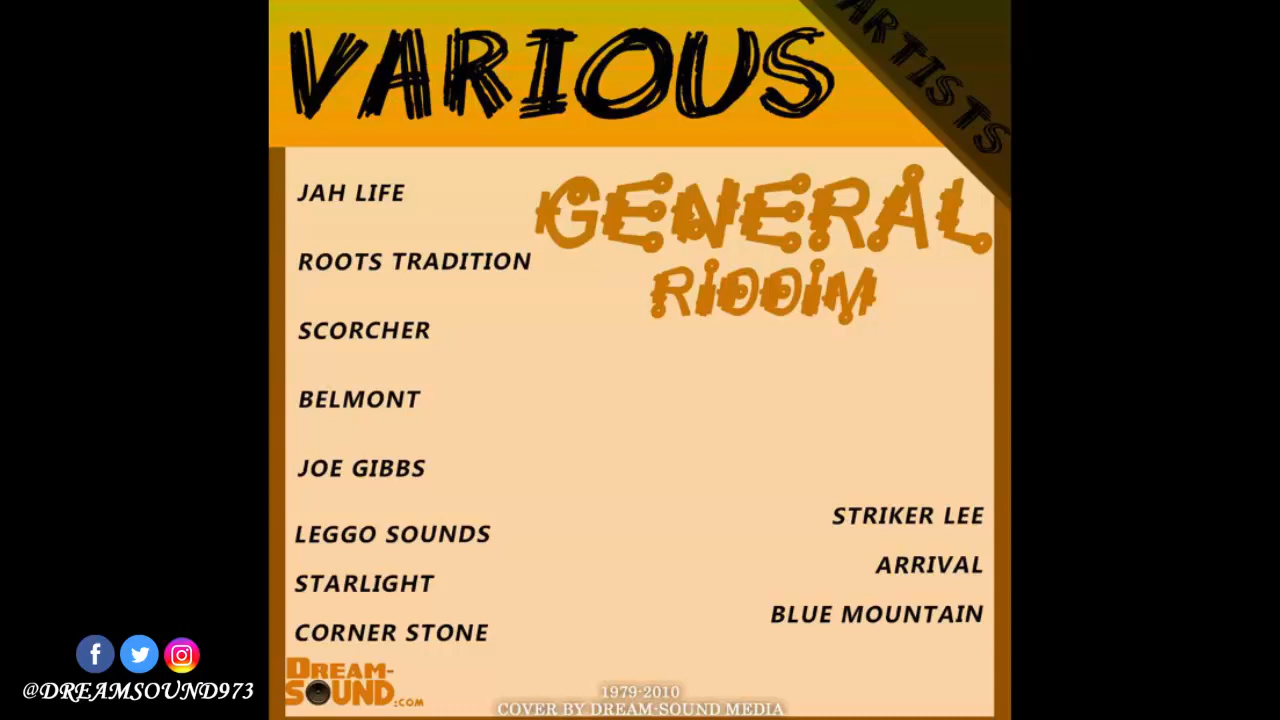 VARIOUS
ARTISTS
GENERAL
RIDDIM
JAH LIFE
ROOTS TRADITION
SCORCHER
BELMONT
JOE GIBBS
LEGGO SOUNDS
STARLIGHT
CORNER STONE
STRIKER LEE
ARRIVAL
BLUE MOUNTAIN
DREAM-
SOUND.COM
1979-2010
COVER BY DREAM-SOUND MEDIA
@DREAMSOUND973